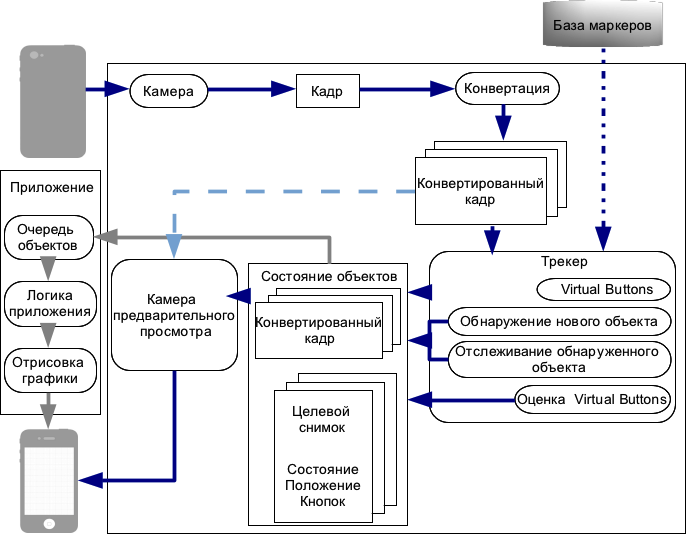 База маркеров
Камера
Кадр
Конвертация
Конвертированный
кадр
Приложение
Очередь
объектов
Логика
приложения
Отрисовка
графики
Камера
предварительного
просмотра
Состояние объектов
Конвертированный
кадр
Целевой
снимок
Состояние
Положение
Кнопок
Трекер
Virtual Buttons
Обнаружение нового объекта
Отслеживание обнаруженного
объекта
Оценка Virtual Buttons